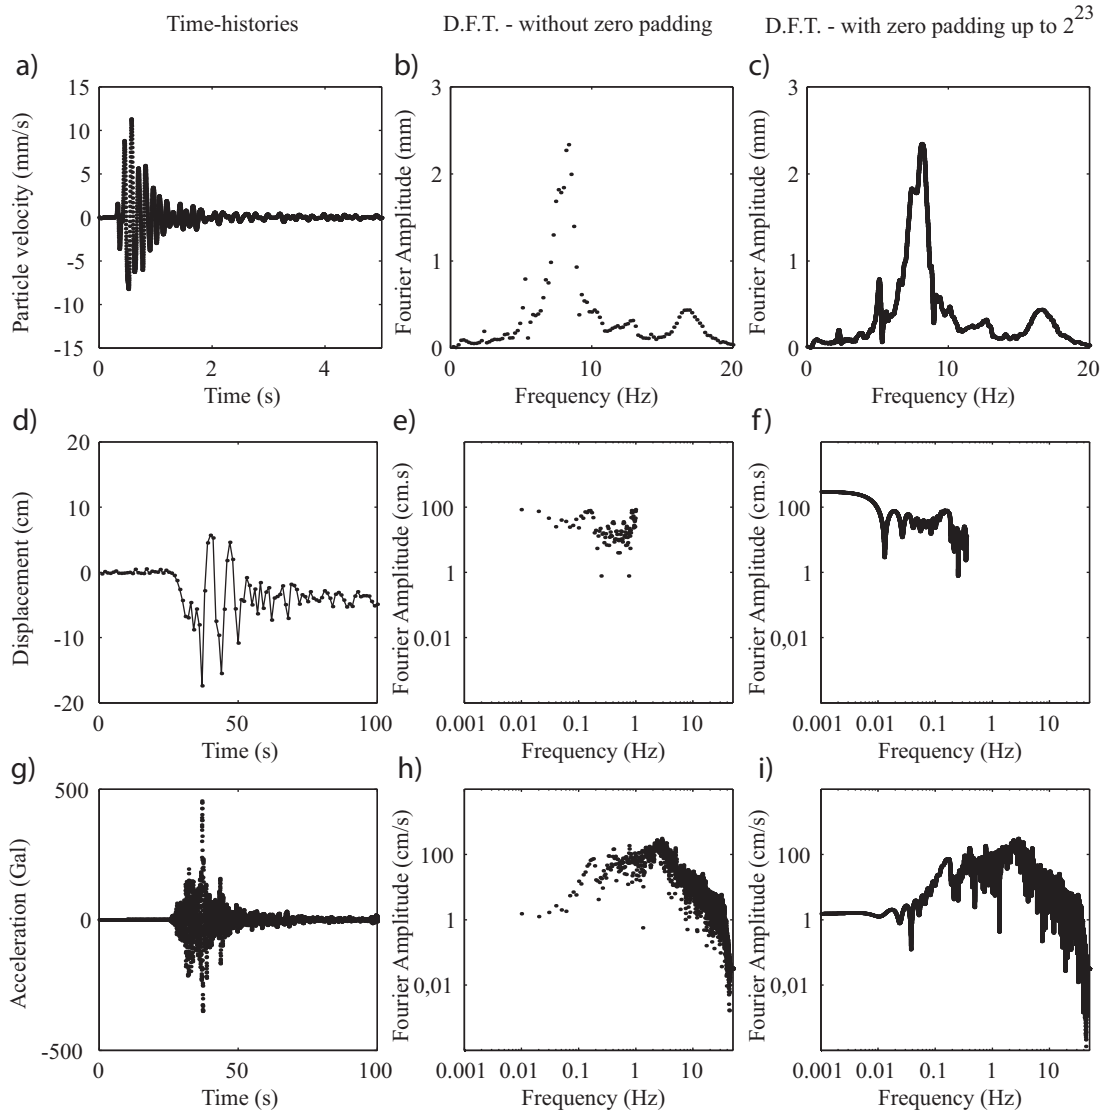 Time-histories
D.F.T. - without zero padding
D.F.T. - with zero padding up to 2^23
a)
15
10
5
0
-5
-10
-15
Particle velocity (mm/s)
0 2 4
Time (s)
b)
3
2
1
0
Fourier Amplitude (mm)
0 10 20
Frequency (Hz)
c)
3
2
1
0
Fourier Amplitude (mm)
0 10 20
Frequency (Hz)
d)
20
10
0
-10
-20
Displacement (cm)
0 50 100
Time (s)
e)
100
1
0.01
Fourier Amplitude (cm.s)
0.001 0.01 0.1 1 10
Frequency (Hz)
f)
100
1
0,01
Fourier Amplitude (cm.s)
0.001 0.01 0.1 1 10
Frequency (Hz)
g)
500
0
-500
Acceleration (Gal)
0 50 100
Time (s)
h)
100
1
0,01
Fourier Amplitude (cm/s)
0.001 0.01 0.1 1 10
Frequency (Hz)
i)
100
1
0,01
Fourier Amplitude (cm/s)
0.001 0.01 0.1 1 10
Frequency (Hz)